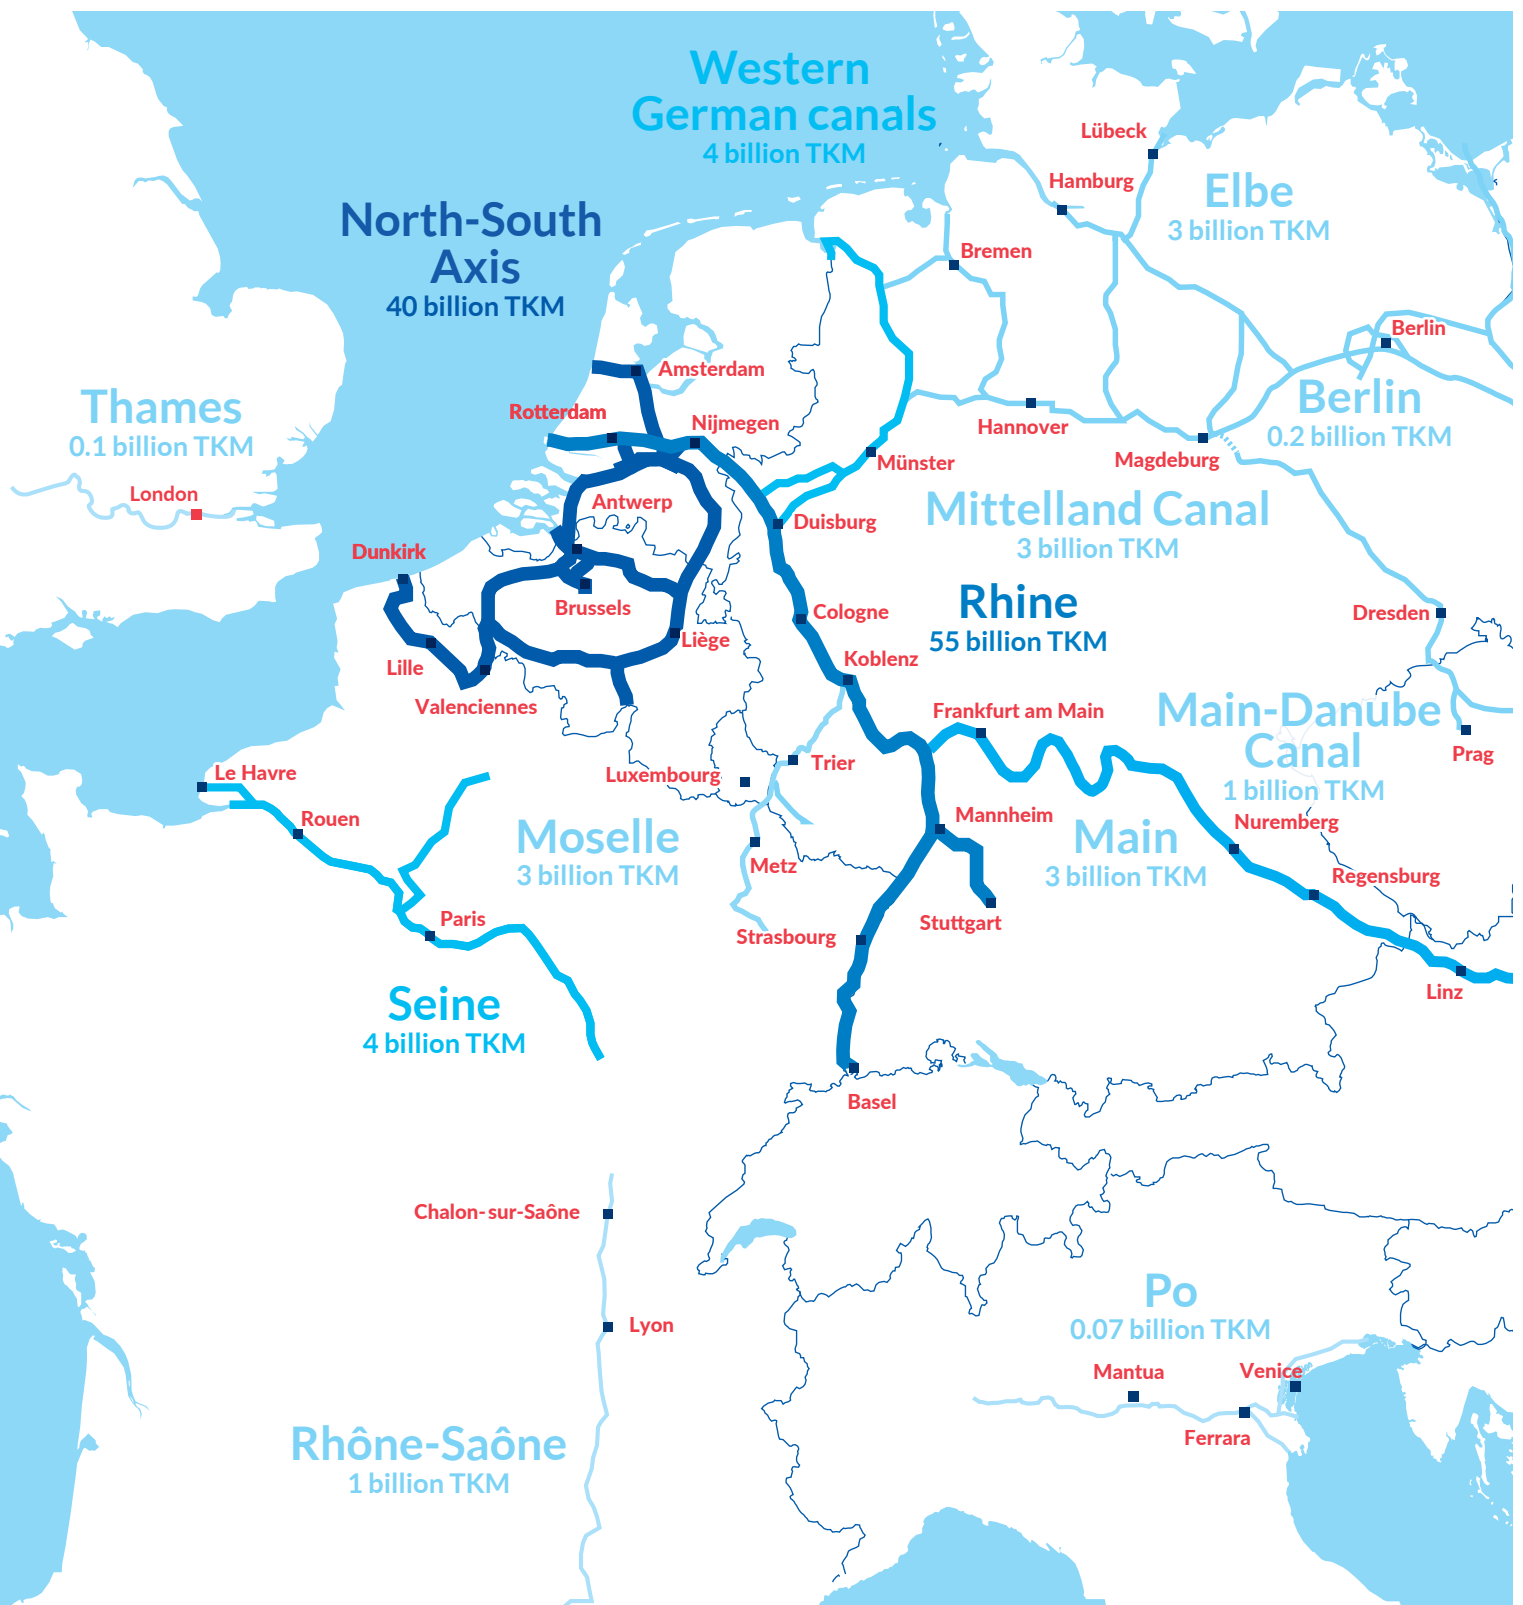 Western
German canals
4 billion TKM
Lübeck
Hamburg
Elbe
3 billion TKM
North-South
Axis
40 billion TKM
Bremen
Berlin
Amsterdam
Thames
0.1 billion TKM
Rotterdam
Nijmegen
Hannover
Berlin
0.2 billion TKM
Münster
Magdeburg
London
Antwerp
Duisburg
Mittelland Canal
3 billion TKM
Dunkirk
Brussels
Cologne
Rhine
55 billion TKM
Dresden
Liège
Lille
Koblenz
Valenciennes
Frankfurt am Main
Main-Danube
Canal
1 billion TKM
Prag
Le Havre
Luxembourg
Trier
Rouen
Mannheim
Nuremberg
Moselle
3 billion TKM
Metz
Main
3 billion TKM
Regensburg
Paris
Strasbourg
Stuttgart
Seine
4 billion TKM
Linz
Basel
Chalon-sur-Saône
Lyon
Po
0.07 billion TKM
Mantua
Venice
Ferrara
Rhône-Saône
1 billion TKM